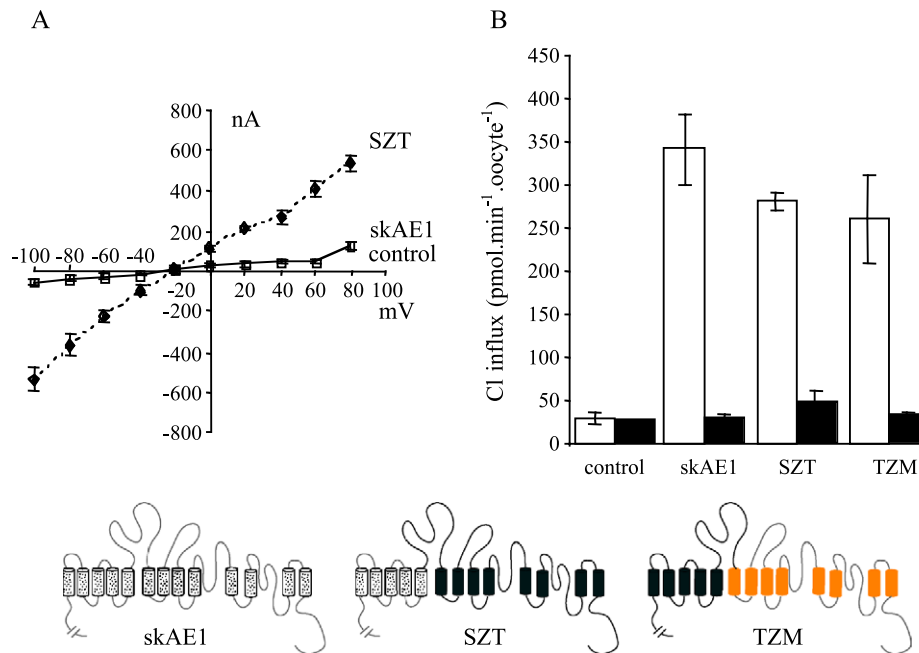 A
B
nA
800
600
400
200
-200
-400
-600
-800
-100 -80 -60 -40
-20 20 40 60 80 100
mV
SZT
skAE1
control
Cl influx (pmol.min⁻¹.oocyte⁻¹)
450
400
350
300
250
200
150
100
50
0
control skAE1 SZT TZM
skAE1 SZT TZM